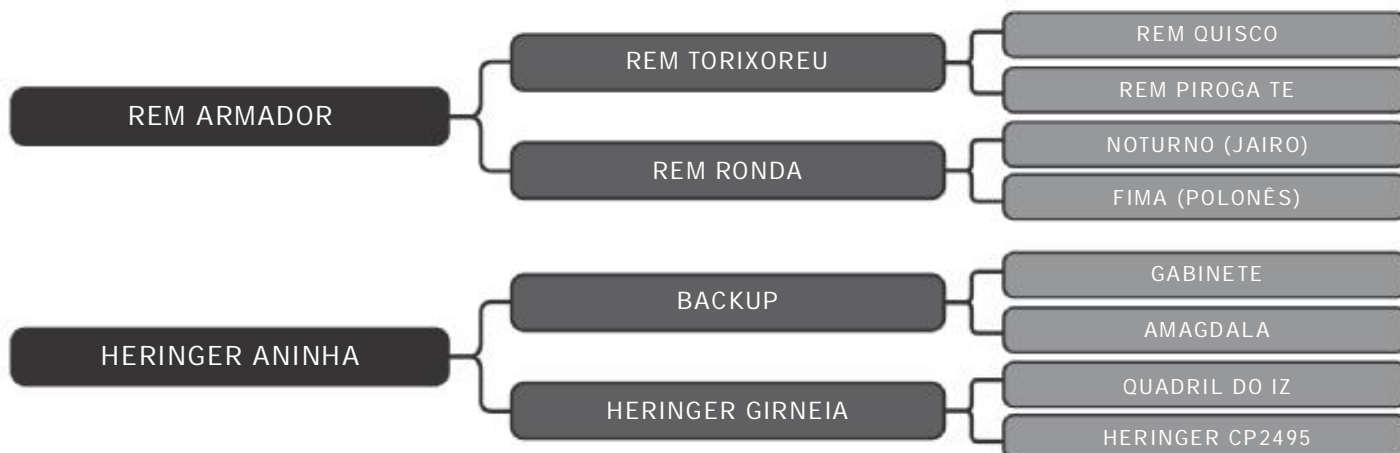 REM ARMADOR
REM TORIXOREU
REM QUISCO
REM PIROGA TE
REM RONDA
NOTURNO (JAIRO)
FIMA (POLONÊS)
HERINGER ANINHA
BACKUP
GABINETE
AMAGDALA
HERINGER GIRNEIA
QUADRIL DO IZ
HERINGER CP2495